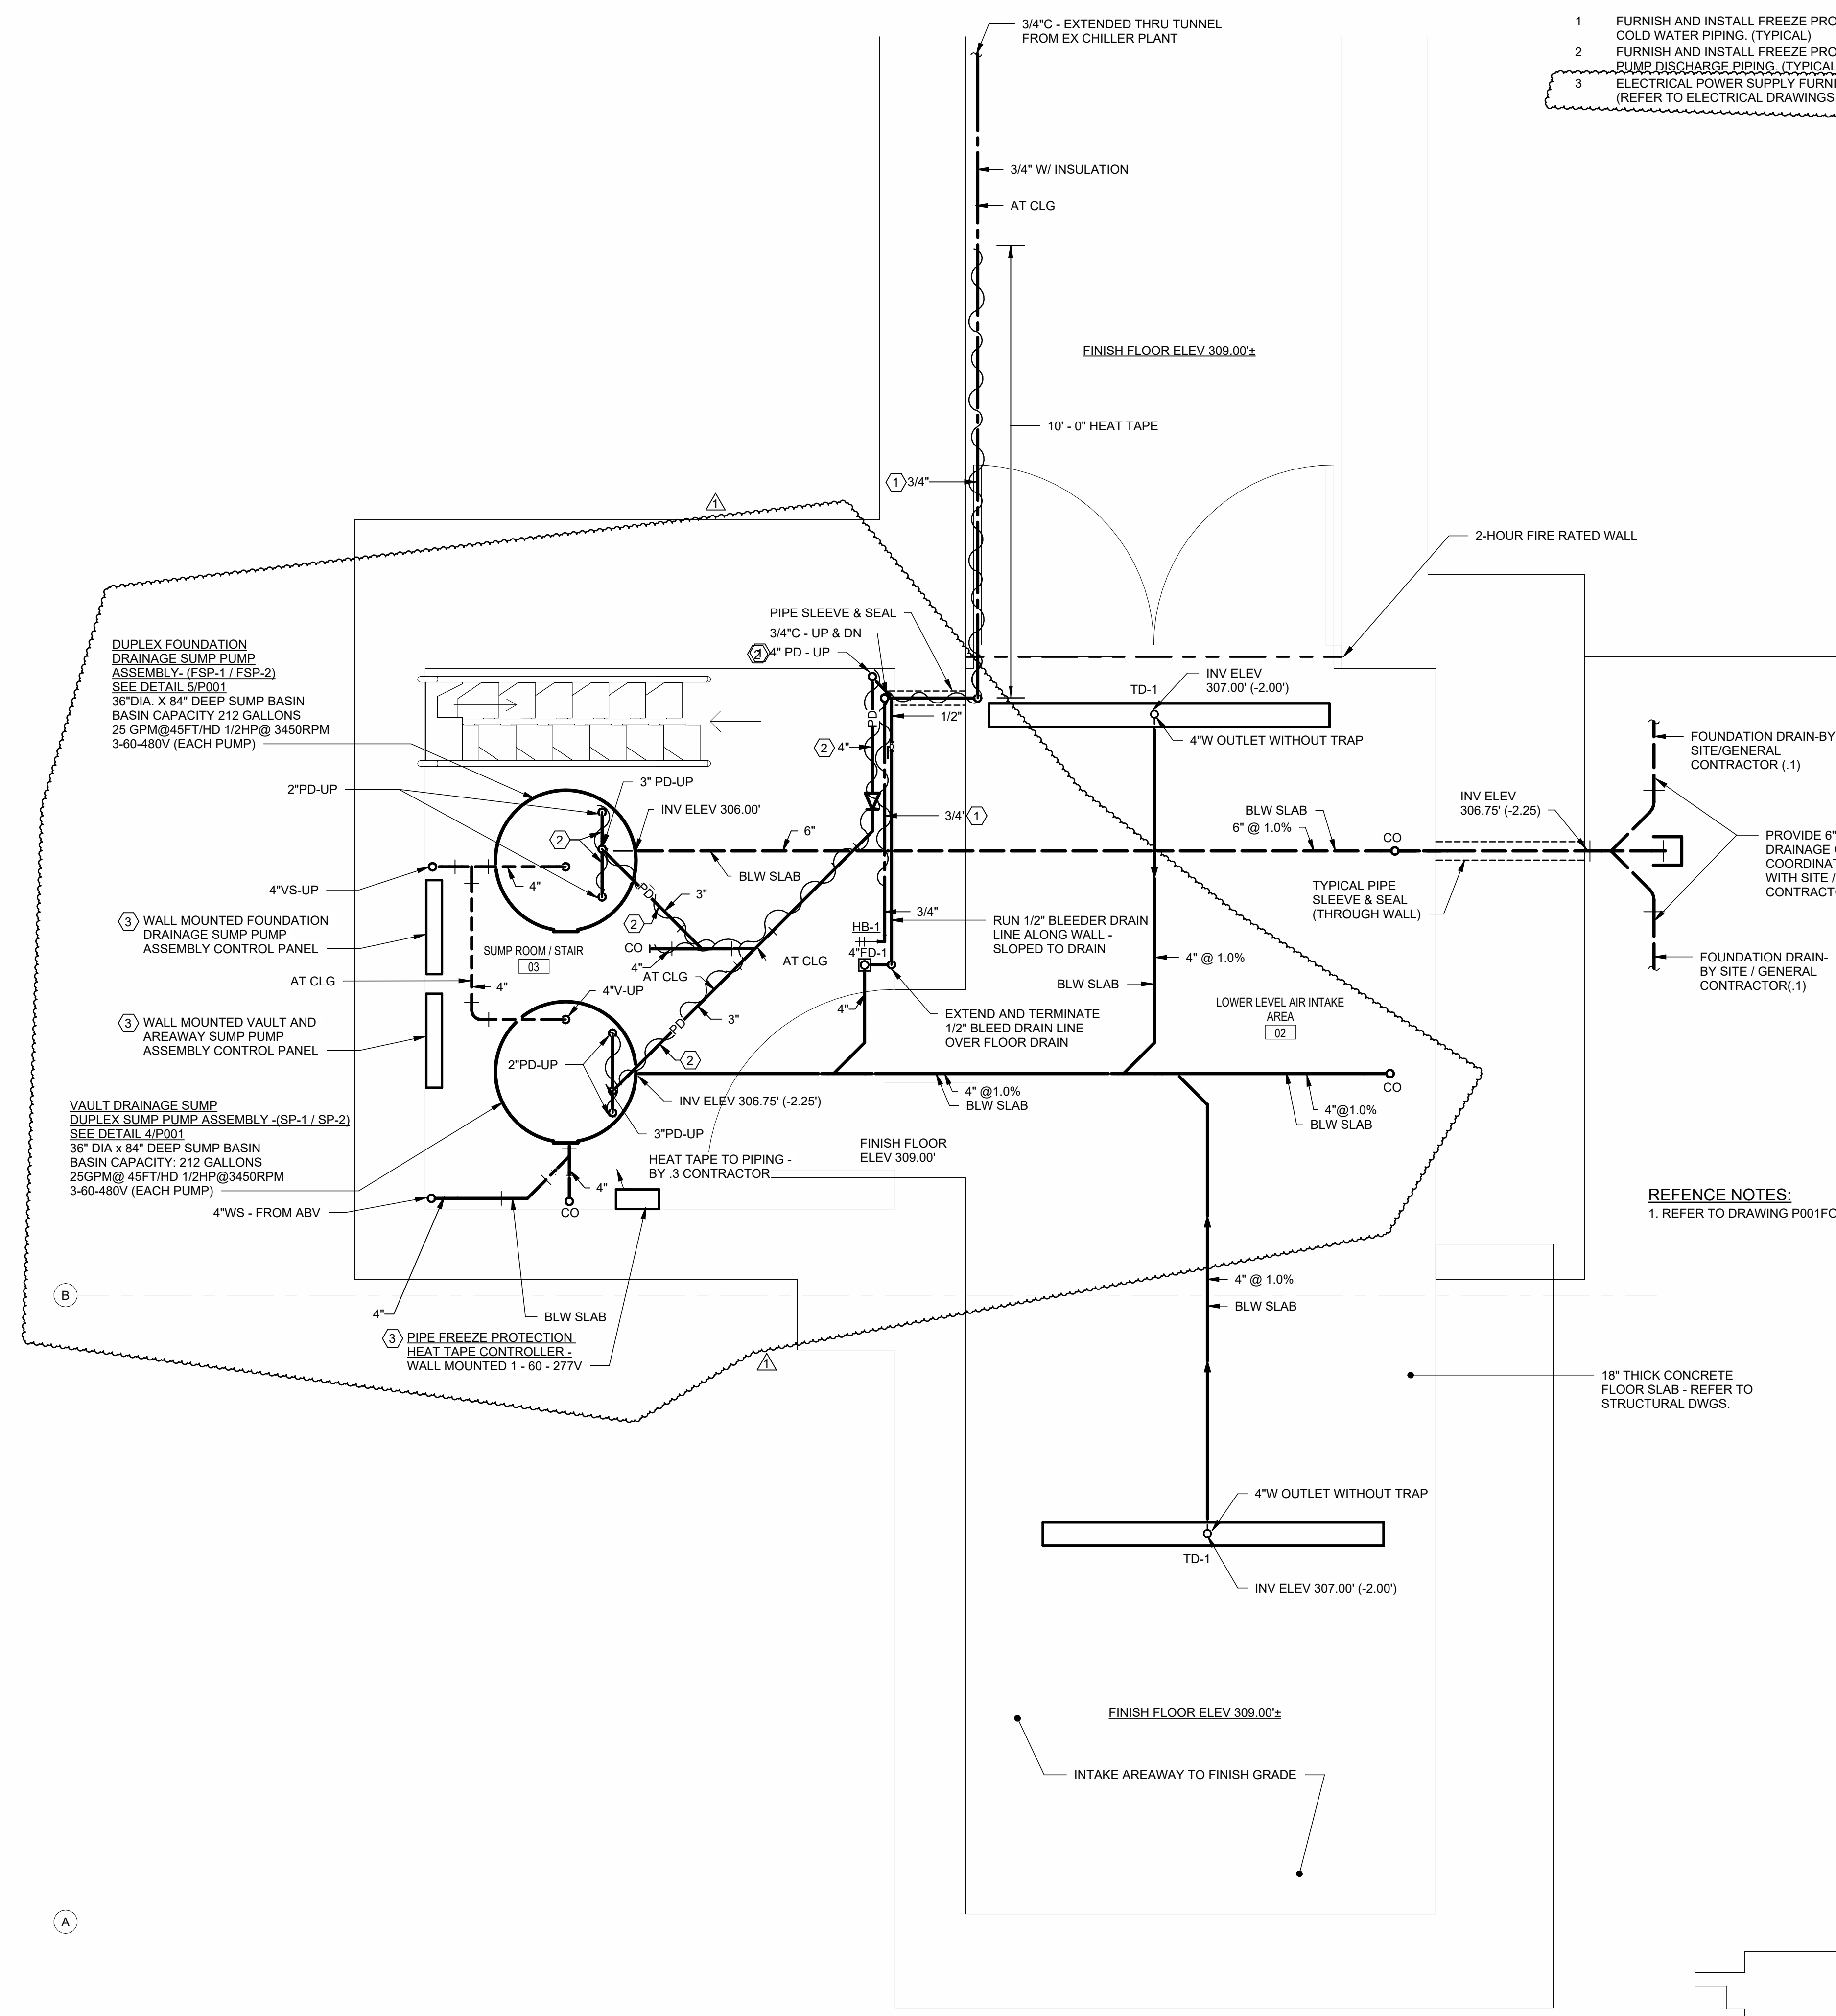 3/4"C - EXTENDED THRU TUNNEL
FROM EX CHILLER PLANT
1 FURNISH AND INSTALL FREEZE PRO
COLD WATER PIPING. (TYPICAL)
2 FURNISH AND INSTALL FREEZE PRO
PUMP DISCHARGE PIPING. (TYPICAL
3 ELECTRICAL POWER SUPPLY FURNI
(REFER TO ELECTRICAL DRAWINGS
3/4" W/ INSULATION
AT CLG
FINISH FLOOR ELEV 309.00'±
10' - 0" HEAT TAPE
1 3/4"
1
2-HOUR FIRE RATED WALL
PIPE SLEEVE & SEAL
3/4"C - UP & DN
4" PD - UP
DUPLEX FOUNDATION
DRAINAGE SUMP PUMP
ASSEMBLY- (FSP-1 / FSP-2)
SEE DETAIL 5/P001
36"DIA. X 84" DEEP SUMP BASIN
BASIN CAPACITY 212 GALLONS
25 GPM@45FT/HD 1/2HP@ 3450RPM
3-60-480V (EACH PUMP)
INV ELEV
307.00' (-2.00')
TD-1
1/2"
PD
2 4"
4"W OUTLET WITHOUT TRAP
FOUNDATION DRAIN-BY
SITE/GENERAL
CONTRACTOR (.1)
2"PD-UP
3" PD-UP
INV ELEV 306.00'
INV ELEV
306.75' (-2.25)
3/4" 1
6"
BLW SLAB
6" @ 1.0%
CO
PROVIDE 6"
DRAINAGE
COORDINAT
WITH SITE /
CONTRACTO
2
BLW SLAB
4"
4"VS-UP
PD
3"
2
TYPICAL PIPE
SLEEVE & SEAL
(THROUGH WALL)
3 WALL MOUNTED FOUNDATION
DRAINAGE SUMP PUMP
ASSEMBLY CONTROL PANEL
3/4"
RUN 1/2" BLEEDER DRAIN
LINE ALONG WALL -
SLOPED TO DRAIN
HB-1
4"FD-1
SUMP ROOM / STAIR
03
CO
4"
AT CLG
AT CLG
4" @ 1.0%
BLW SLAB
FOUNDATION DRAIN-
BY SITE / GENERAL
CONTRACTOR(.1)
AT CLG
4"
4"V-UP
4"
LOWER LEVEL AIR INTAKE
AREA
02
EXTEND AND TERMINATE
1/2" BLEED DRAIN LINE
OVER FLOOR DRAIN
3 WALL MOUNTED VAULT AND
AREAWAY SUMP PUMP
ASSEMBLY CONTROL PANEL
3"
PD
2
2"PD-UP
CO
INV ELEV 306.75' (-2.25')
4" @1.0%
BLW SLAB
4"@1.0%
BLW SLAB
VAULT DRAINAGE SUMP
DUPLEX SUMP PUMP ASSEMBLY -(SP-1 / SP-2)
SEE DETAIL 4/P001
36" DIA x 84" DEEP SUMP BASIN
BASIN CAPACITY: 212 GALLONS
25GPM@ 45FT/HD 1/2HP@3450RPM
3-60-480V (EACH PUMP)
3"PD-UP
HEAT TAPE TO PIPING -
BY .3 CONTRACTOR
FINISH FLOOR
ELEV 309.00'
4"
4"WS - FROM ABV
CO
REFENCE NOTES:
1. REFER TO DRAWING P001FO
B
4" @ 1.0%
BLW SLAB
4"
BLW SLAB
3 PIPE FREEZE PROTECTION
HEAT TAPE CONTROLLER -
WALL MOUNTED 1 - 60 - 277V
1
18" THICK CONCRETE
FLOOR SLAB - REFER TO
STRUCTURAL DWGS.
4"W OUTLET WITHOUT TRAP
TD-1
INV ELEV 307.00' (-2.00')
FINISH FLOOR ELEV 309.00'±
INTAKE AREAWAY TO FINISH GRADE
A